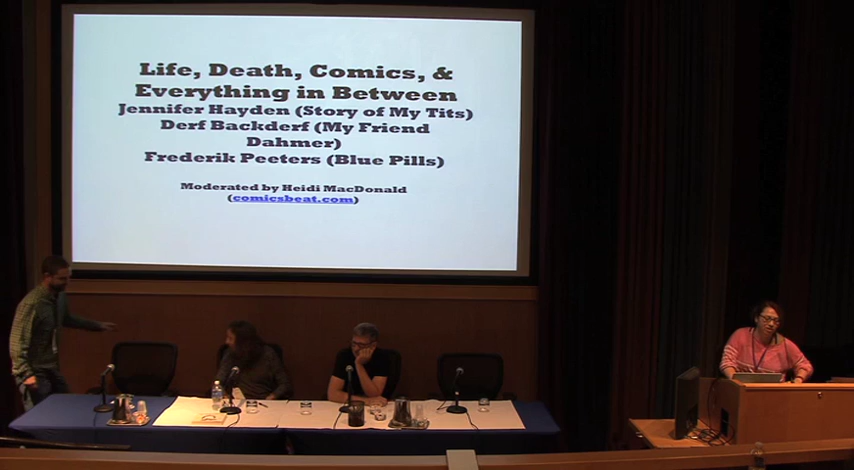 Life, Death, Comics, &
Everything in Between
Jennifer Hayden (Story of My Tits)
Derf Backderf (My Friend
Dahmer)
Frederik Peeters (Blue Pills)
Moderated by Heidi MacDonald
(comicsbeat.com)